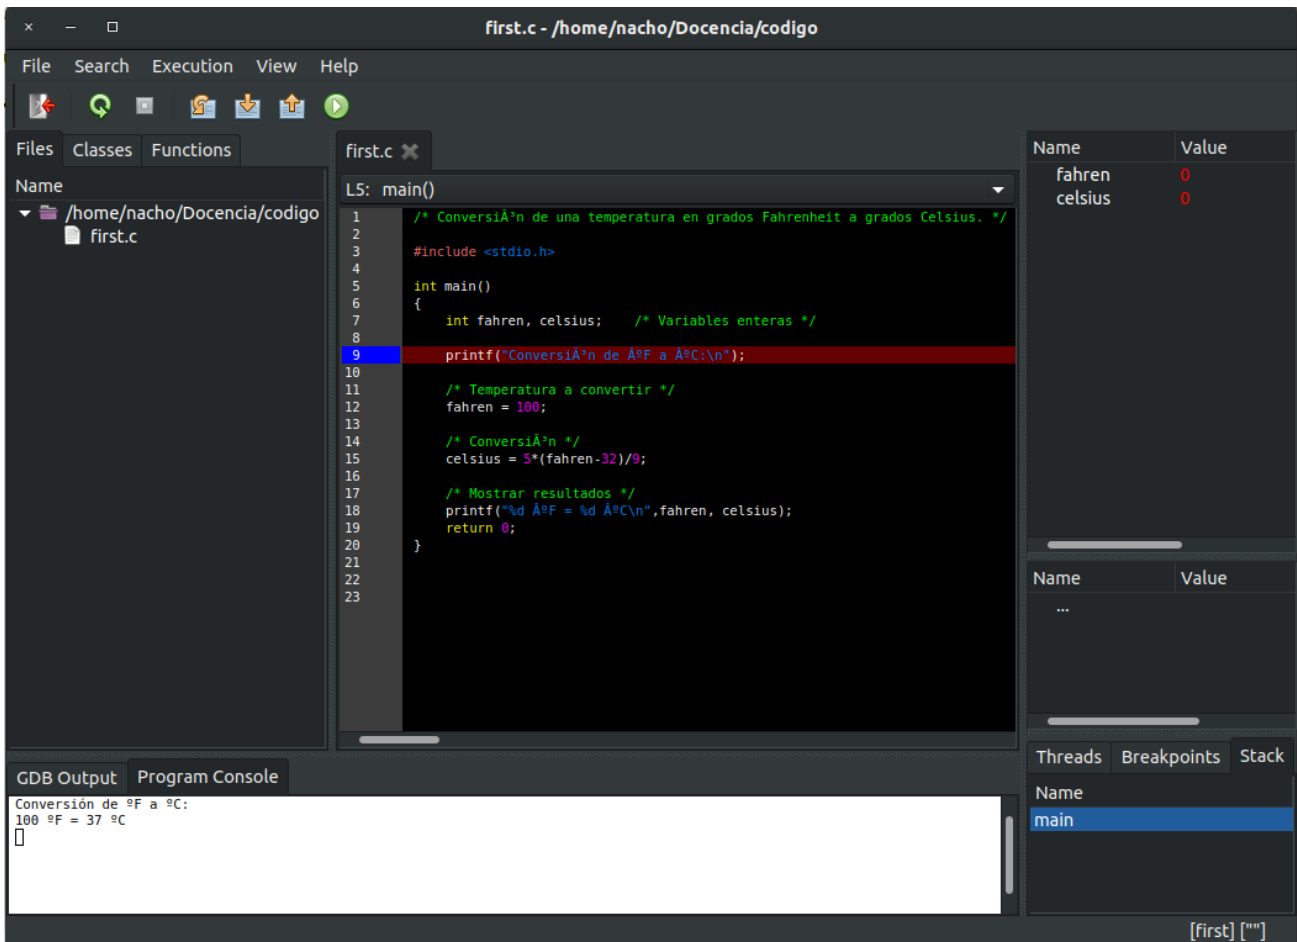 first.c - /home/nacho/Docencia/codigo
File Search Execution View Help
Files Classes Functions
Name
/home/nacho/Docencia/codigo
first.c
first.c
L5: main()
1 /* ConversiÃ³n de una temperatura en grados Fahrenheit a grados Celsius. */
2
3 #include <stdio.h>
4
5 int main()
6 {
7 int fahren, celsius; /* Variables enteras */
8
9 printf("ConversiÃ³n de ÂºF a ÂºC:\n");
10
11 /* Temperatura a convertir */
12 fahren = 100;
13
14 /* ConversiÃ³n */
15 celsius = 5*(fahren-32)/9;
16
17 /* Mostrar resultados */
18 printf("%d ÂºF = %d ÂºC\n",fahren, celsius);
19 return 0;
20 }
21
22
23
Name Value
fahren 0
celsius 0
Name Value
...
GDB Output Program Console
Conversión de ºF a ºC:
100 ºF = 37 ºC
Threads Breakpoints Stack
Name
main
[first] [""]